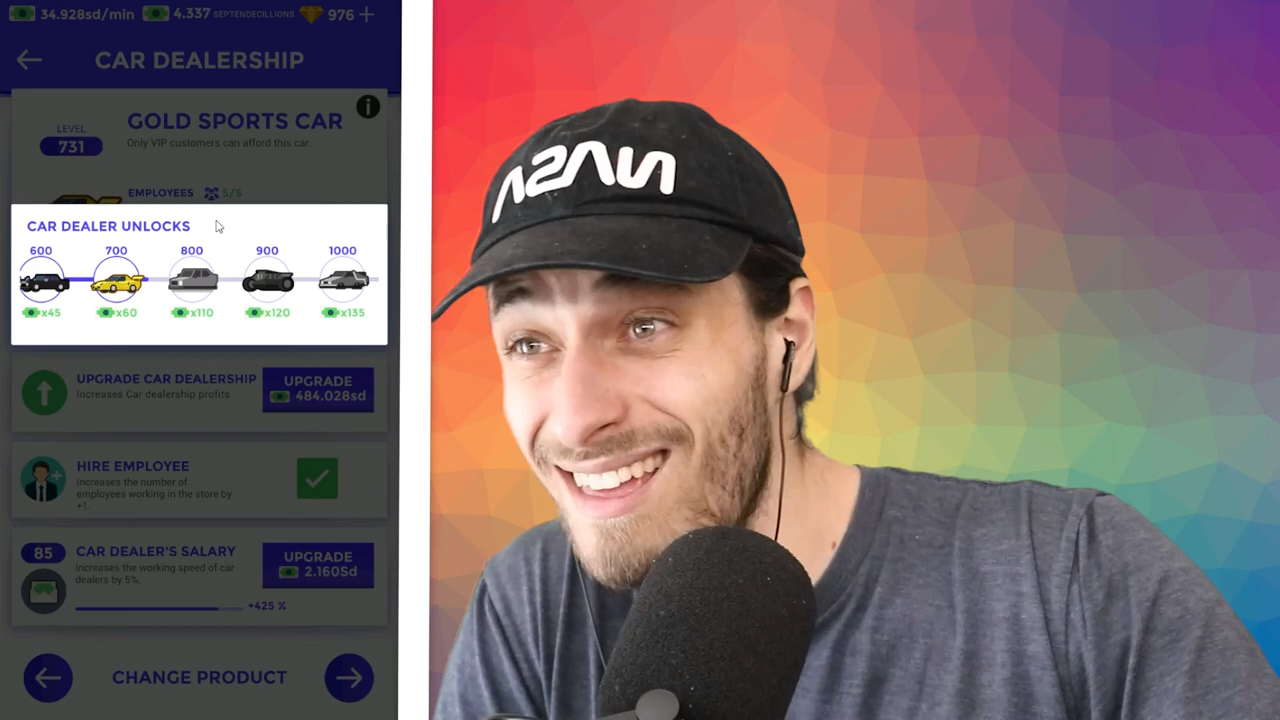 34.928sd/min 4.337 SEPTENDECILLIONS 976 +
CAR DEALERSHIP
GOLD SPORTS CAR
LEVEL
731
Only VIP customers can afford this car.
EMPLOYEES 5/5
CAR DEALER UNLOCKS
600 700 800 900 1000
x45 x60 x110 x120 x135
UPGRADE CAR DEALERSHIP
Increases Car dealership profits
UPGRADE
484.028sd
HIRE EMPLOYEE
Increases the number of
employees working in the store by
+1.
85
CAR DEALER'S SALARY
Increases the working speed of car
dealers by 5%.
+425 %
UPGRADE
2.160Sd
CHANGE PRODUCT
NASA